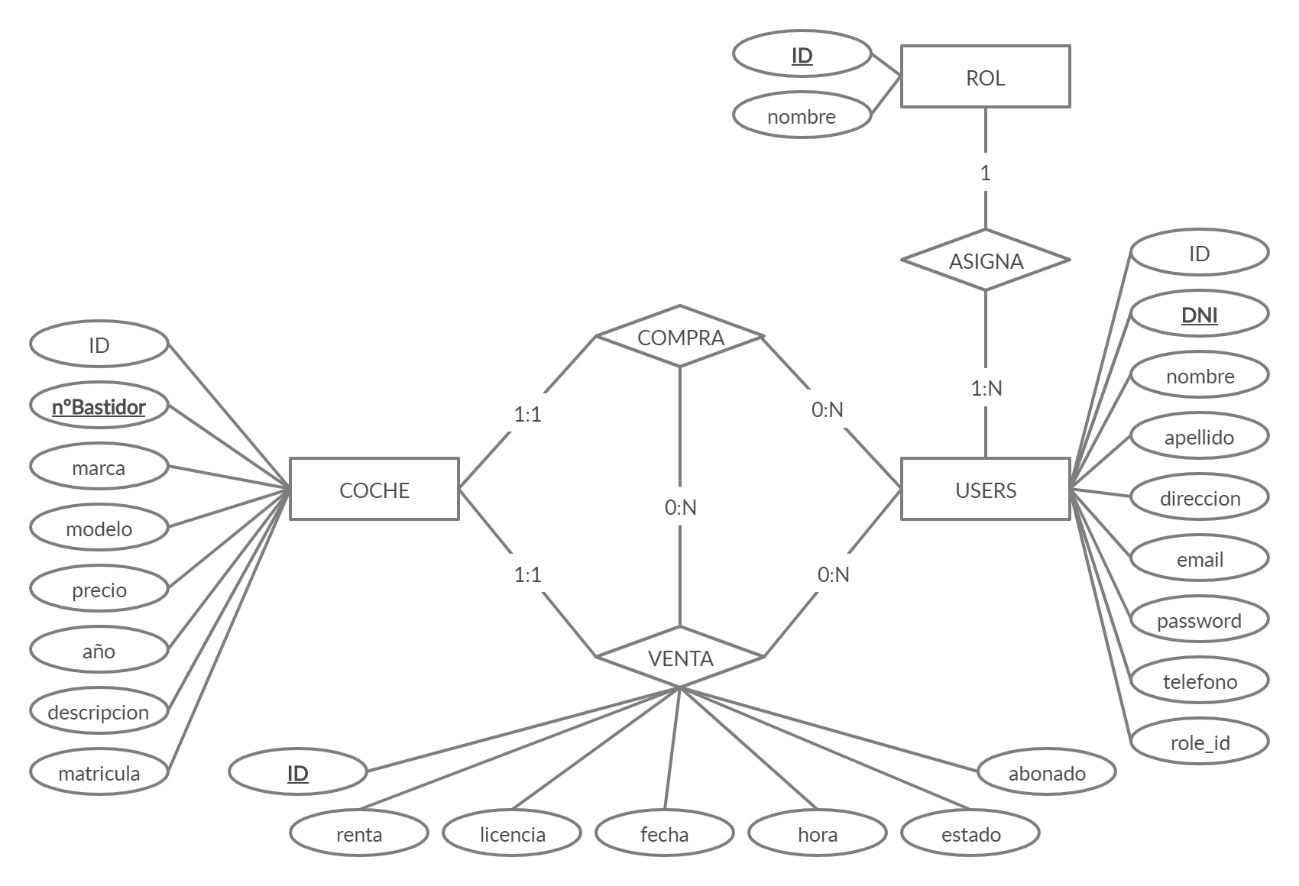 ID
ROL
nombre
1
ASIGNA
ID
DNI
nombre
apellido
direccion
email
password
telefono
role_id
1:N
COMPRA
1:1
0:N
0:N
1:1
0:N
ID
nºBastidor
marca
modelo
precio
año
descripcion
matricula
COCHE
USERS
VENTA
ID
renta
licencia
fecha
hora
estado
abonado